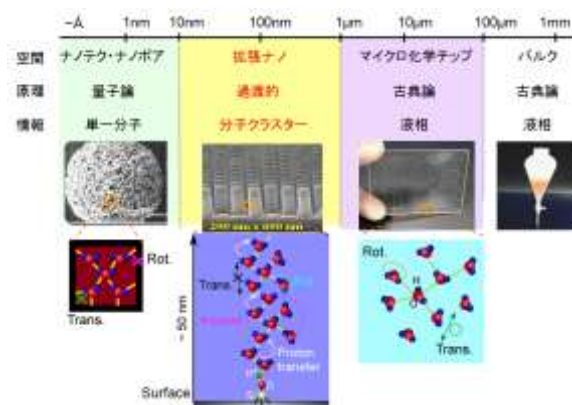 ~Å 1nm 10nm 100nm 1μm 10μm 100μm 1mm
空間 ナノテク・ナノポア 拡張ナノ マイクロ化学チップ バルク
原理 量子論 過渡的 古典論 古典論
情報 単一分子 分子クラスター 液相 液相
Rot.
Trans.
~ 50 nm
Trans.
Proton
transfer
Surface
Rot.
H
O
Trans.